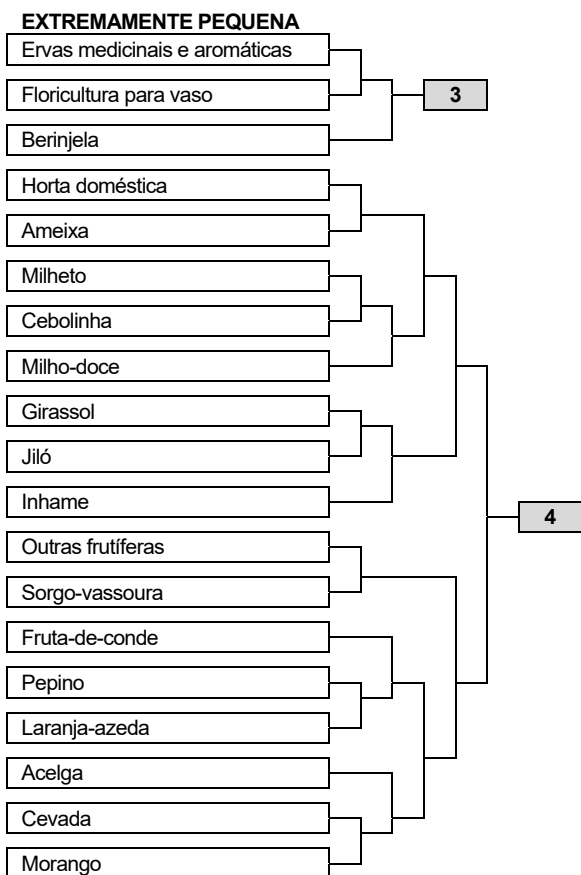 EXTREMAMENTE PEQUENA
Ervas medicinais e aromáticas
Floricultura para vaso
3
Berinjela
Horta doméstica
Ameixa
Milheto
Cebolinha
Milho-doce
Girassol
Jiló
Inhame
4
Outras frutíferas
Sorgo-vassoura
Fruta-de-conde
Pepino
Laranja-azeda
Acelga
Cevada
Morango